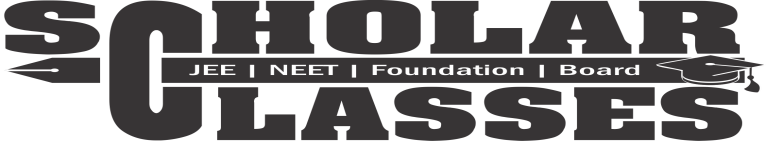 SCHOLAR
JEE | NEET | Foundation | Board
CLASSES